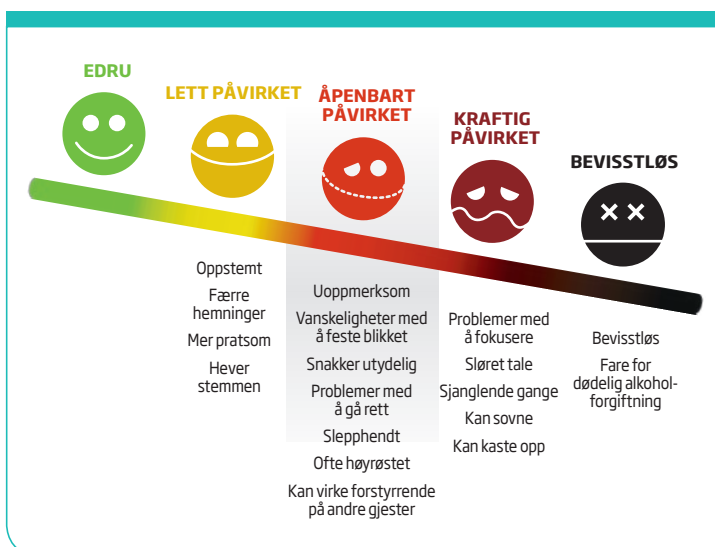 EDRU
LETT PÅVIRKET
ÅPENBART
PÅVIRKET
KRAFTIG
PÅVIRKET
BEVISSTLØS
Oppstemt
Færre
hemninger
Mer pratsom
Hever
stemmen
Uoppmerksom
Vanskeligheter med
å feste blikket
Snakker utydelig
Problemer med
å gå rett
Slepphendt
Ofte høyrøstet
Kan virke forstyrrende
på andre gjester
Problemer med
å fokusere
Sløret tale
Sjanglende gange
Kan sovne
Kan kaste opp
Bevisstløs
Fare for
dødelig alkohol-
forgiftning